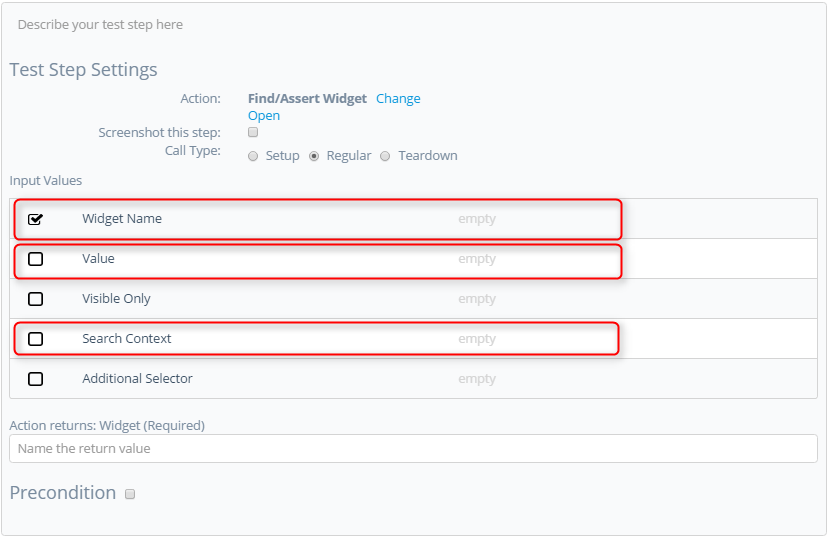 Describe your test step here
Test Step Settings
Action: Find/Assert Widget Change
Open
Screenshot this step:
Call Type: Setup Regular Teardown
Input Values
Widget Name empty
Value empty
Visible Only empty
Search Context empty
Additional Selector empty
Action returns: Widget (Required)
Name the return value
Precondition